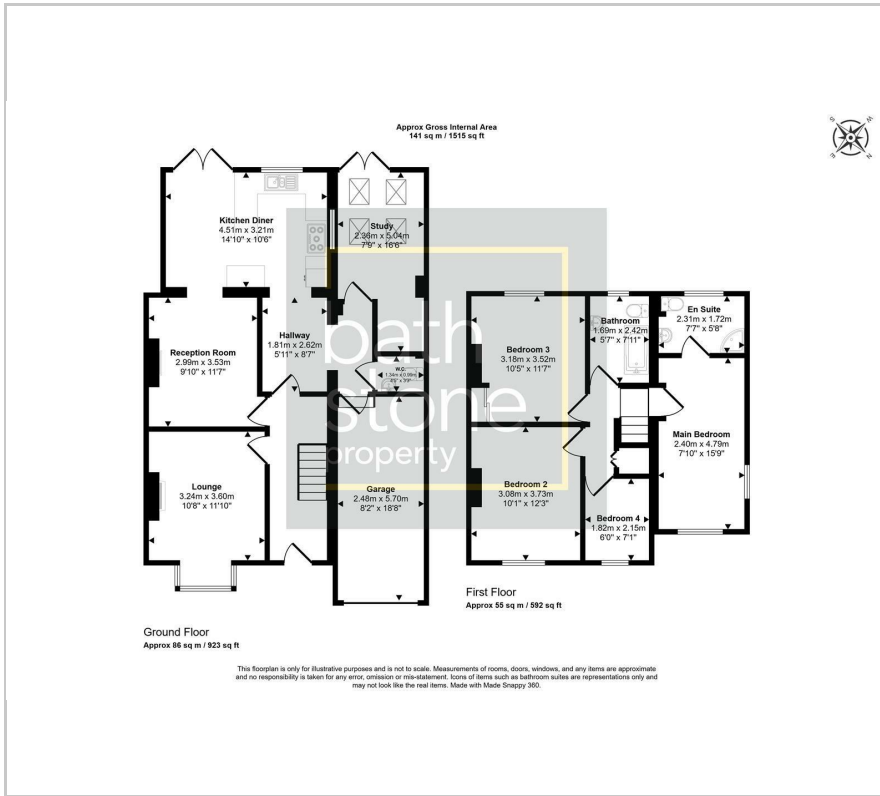 Approx Gross Internal Area
141 sq m / 1515 sq ft
S
W
E
N
Kitchen Diner
4.51m x 3.21m
14'10" x 10'6"
Study
2.36m x 5.04m
7'9" x 16'6"
Hallway
1.81m x 2.62m
5'11" x 8'7"
Reception Room
2.99m x 3.53m
9'10" x 11'7"
W.C.
1.34m x 0.99m
4'5" x 3'3"
Lounge
3.24m x 3.60m
10'8" x 11'10"
Garage
2.48m x 5.70m
8'2" x 18'8"
bath
stone
property
Bedroom 3
3.18m x 3.52m
10'5" x 11'7"
Bathroom
1.69m x 2.42m
5'7" x 7'11"
En Suite
2.31m x 1.72m
7'7" x 5'8"
Main Bedroom
2.40m x 4.79m
7'10" x 15'9"
Bedroom 2
3.08m x 3.73m
10'1" x 12'3"
Bedroom 4
1.82m x 2.15m
6'0" x 7'1"
First Floor
Approx 55 sq m / 592 sq ft
Ground Floor
Approx 86 sq m / 923 sq ft
This floorplan is only for illustrative purposes and is not to scale. Measurements of rooms, doors, windows, and any items are approximate
and no responsibility is taken for any error, omission or mis-statement. Icons of items such as bathroom suites are representations only and
may not look like the real items. Made with Made Snappy 360.